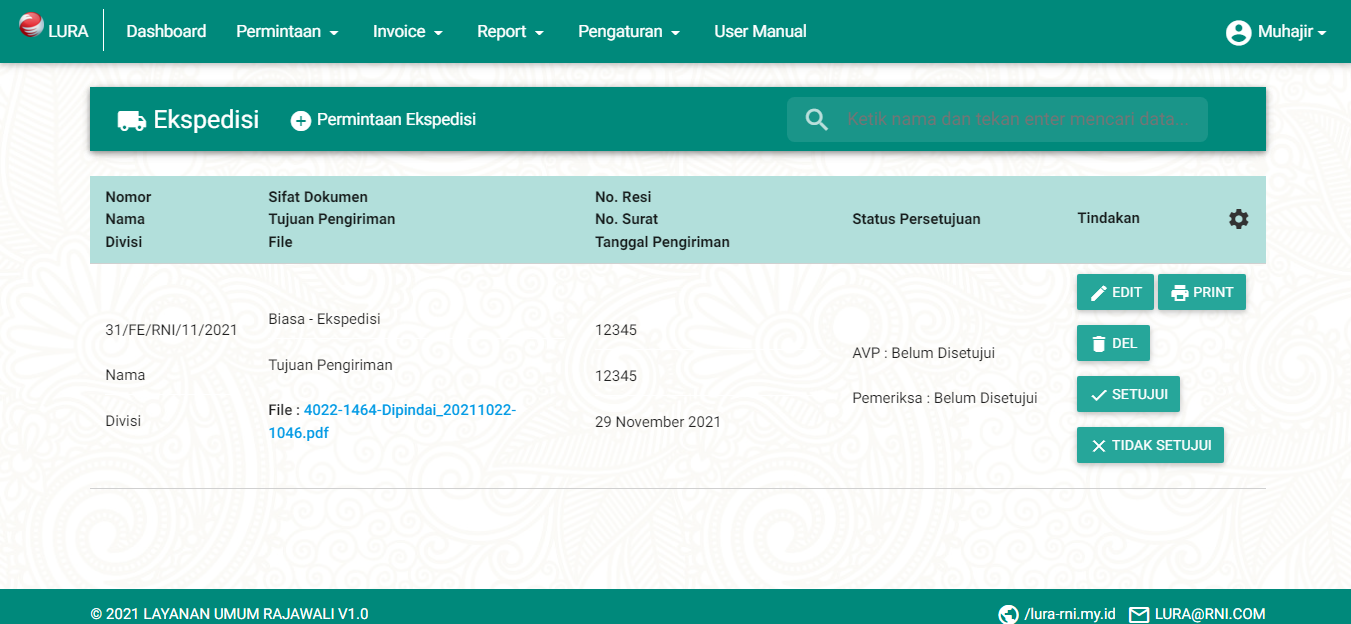 LURA
Dashboard
Permintaan
Invoice
Report
Pengaturan
User Manual
Muhajir
Ekspedisi
Permintaan Ekspedisi
Ketik nama dan tekan enter mencari data...
Nomor
Nama
Divisi
Sifat Dokumen
Tujuan Pengiriman
File
No. Resi
No. Surat
Tanggal Pengiriman
Status Persetujuan
Tindakan
31/FE/RNI/11/2021
Nama
Divisi
Biasa - Ekspedisi
Tujuan Pengiriman
File : 4022-1464-Dipindai_20211022-
1046.pdf
12345
12345
29 November 2021
AVP : Belum Disetujui
Pemeriksa : Belum Disetujui
EDIT
PRINT
DEL
SETUJUI
TIDAK SETUJUI
© 2021 LAYANAN UMUM RAJAWALI V1.0
/lura-rni.my.id
LURA@RNI.COM